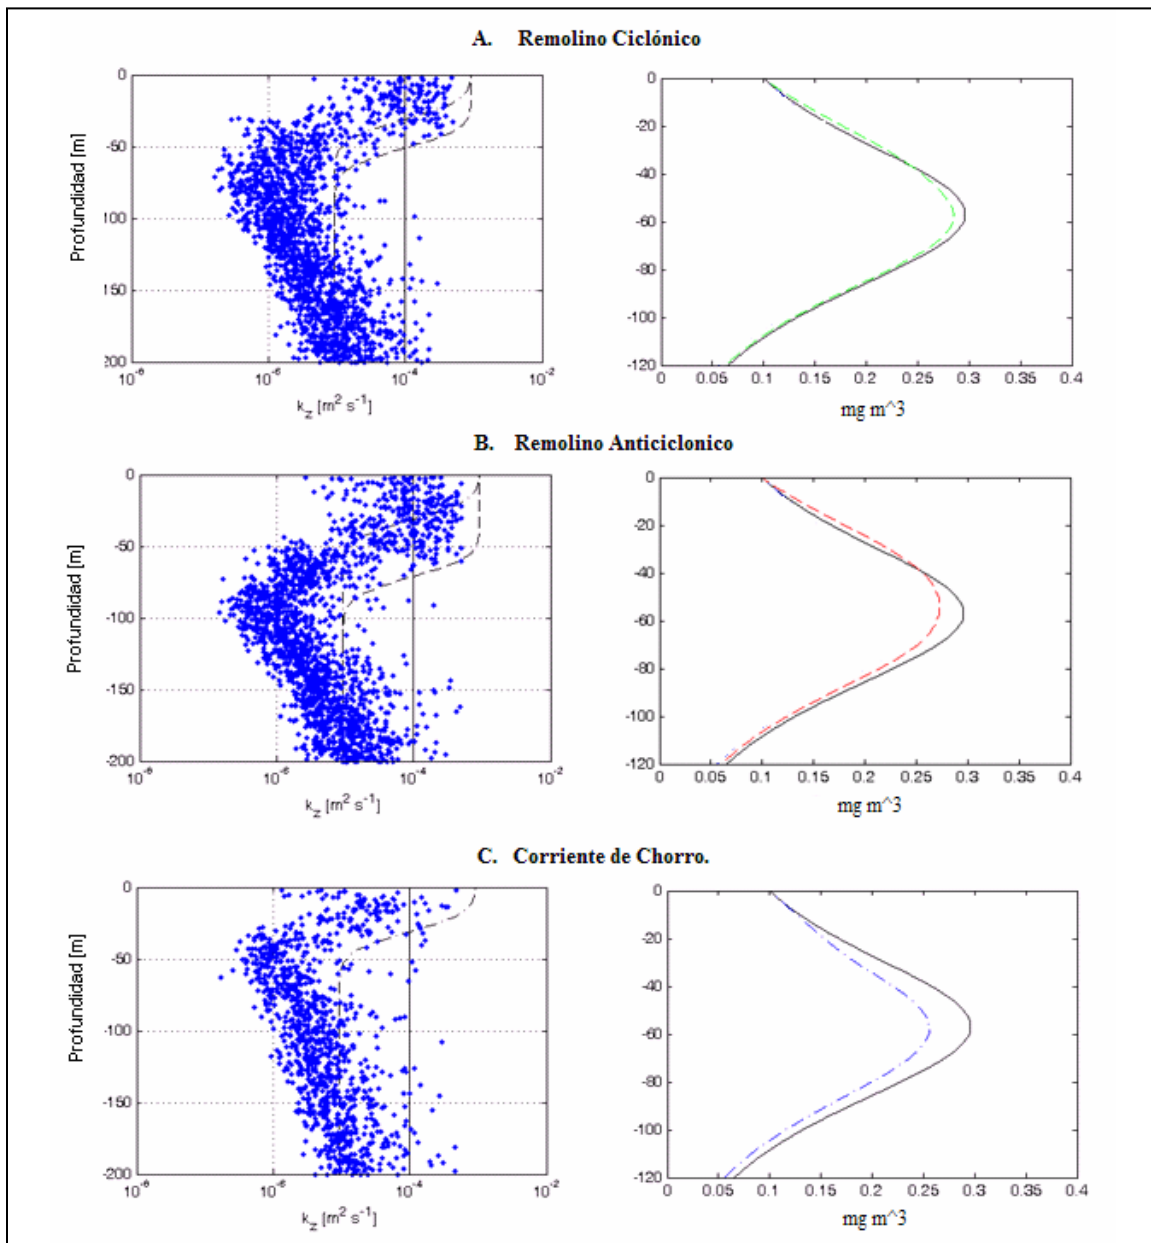 A. Remolino Ciclónico
0
-50
100
150
200
Profundidad [m]
10^-6 10^-6 10^-4 10^-2
k_z [m^2 s^-1]
0
-20
-40
-60
-80
-100
-120
0 0.05 0.1 0.15 0.2 0.25 0.3 0.35 0.4
mg m^3
B. Remolino Anticiclonico
0
-50
-100
-150
-200
Profundidad [m]
10^-6 10^-6 10^-4 10^-2
k_z [m^2 s^-1]
0
-20
-40
-60
-80
-100
-120
0 0.05 0.1 0.15 0.2 0.25 0.3 0.35 0.4
mg m^3
C. Corriente de Chorro.
0
-50
-100
-150
-200
Profundidad [m]
10^-6 10^-6 10^-4 10^-2
k_z [m^2 s^-1]
0
-20
-40
-60
-80
-100
-120
0 0.05 0.1 0.15 0.2 0.25 0.3 0.35 0.4
mg m^3